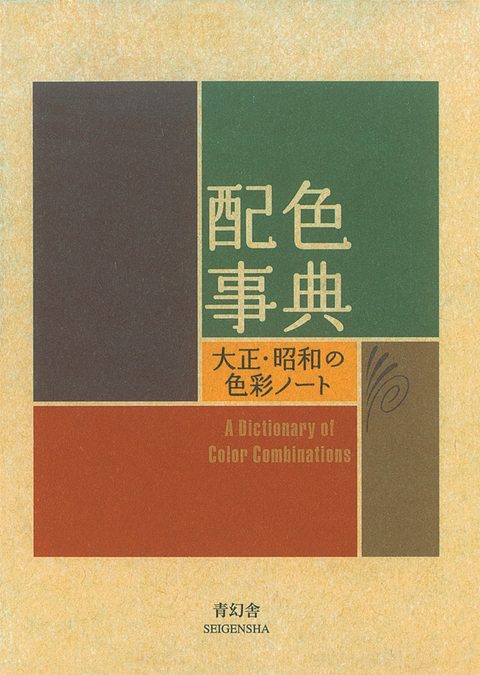 配色
事典
大正・昭和の
色彩ノート
A Dictionary of
Color Combinations
青幻舎
SEIGENSHA